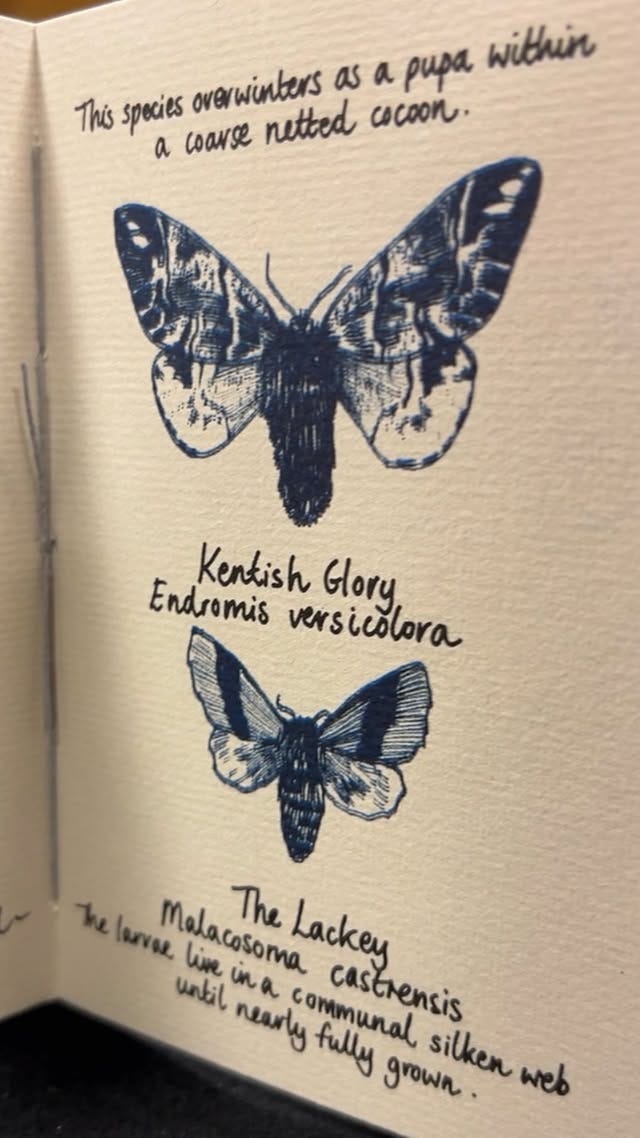 This species overwinters as a pupa within
a coarse netted cocoon.
Kentish Glory
Endromis versicolora
The Lackey
Malacosoma castrensis
The larvae live in a communal silken web
until nearly fully grown.